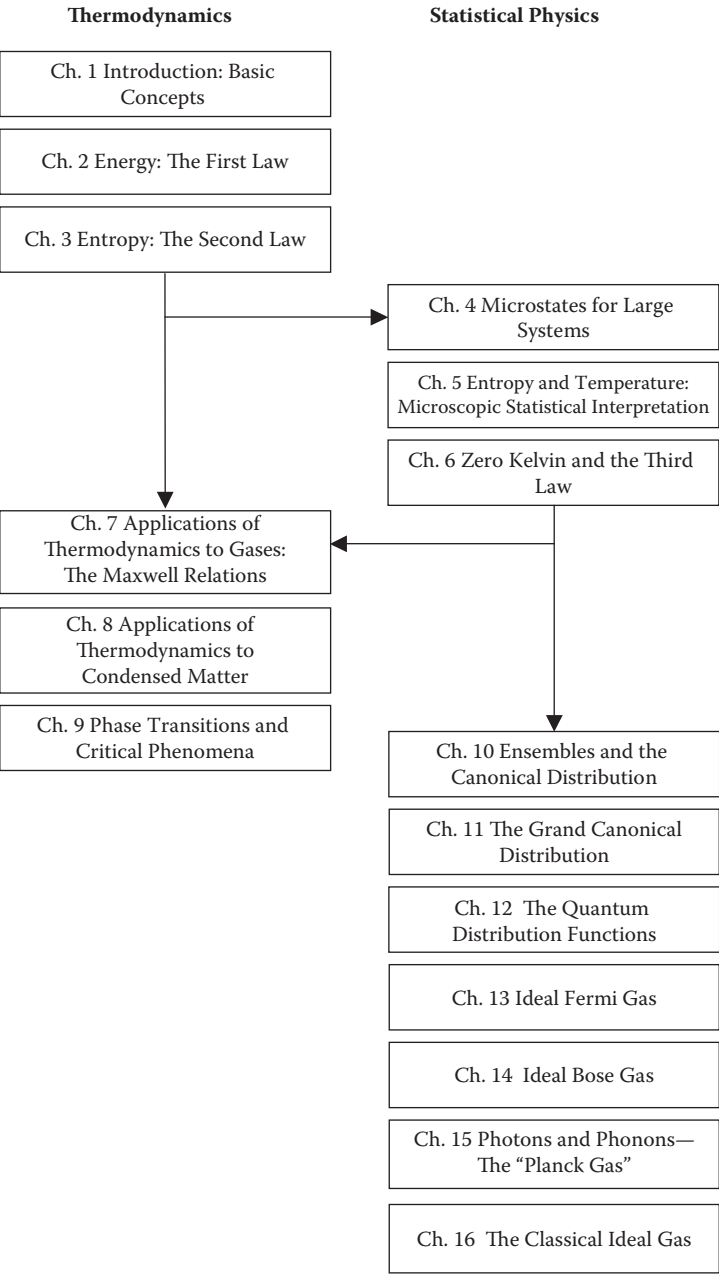 Thermodynamics
Statistical Physics
Ch. 1 Introduction: Basic
Concepts
Ch. 2 Energy: The First Law
Ch. 3 Entropy: The Second Law
Ch. 4 Microstates for Large
Systems
Ch. 5 Entropy and Temperature:
Microscopic Statistical Interpretation
Ch. 6 Zero Kelvin and the Third
Law
Ch. 7 Applications of
Thermodynamics to Gases:
The Maxwell Relations
Ch. 8 Applications of
Thermodynamics to
Condensed Matter
Ch. 9 Phase Transitions and
Critical Phenomena
Ch. 10 Ensembles and the
Canonical Distribution
Ch. 11 The Grand Canonical
Distribution
Ch. 12 The Quantum
Distribution Functions
Ch. 13 Ideal Fermi Gas
Ch. 14 Ideal Bose Gas
Ch. 15 Photons and Phonons—
The “Planck Gas”
Ch. 16 The Classical Ideal Gas